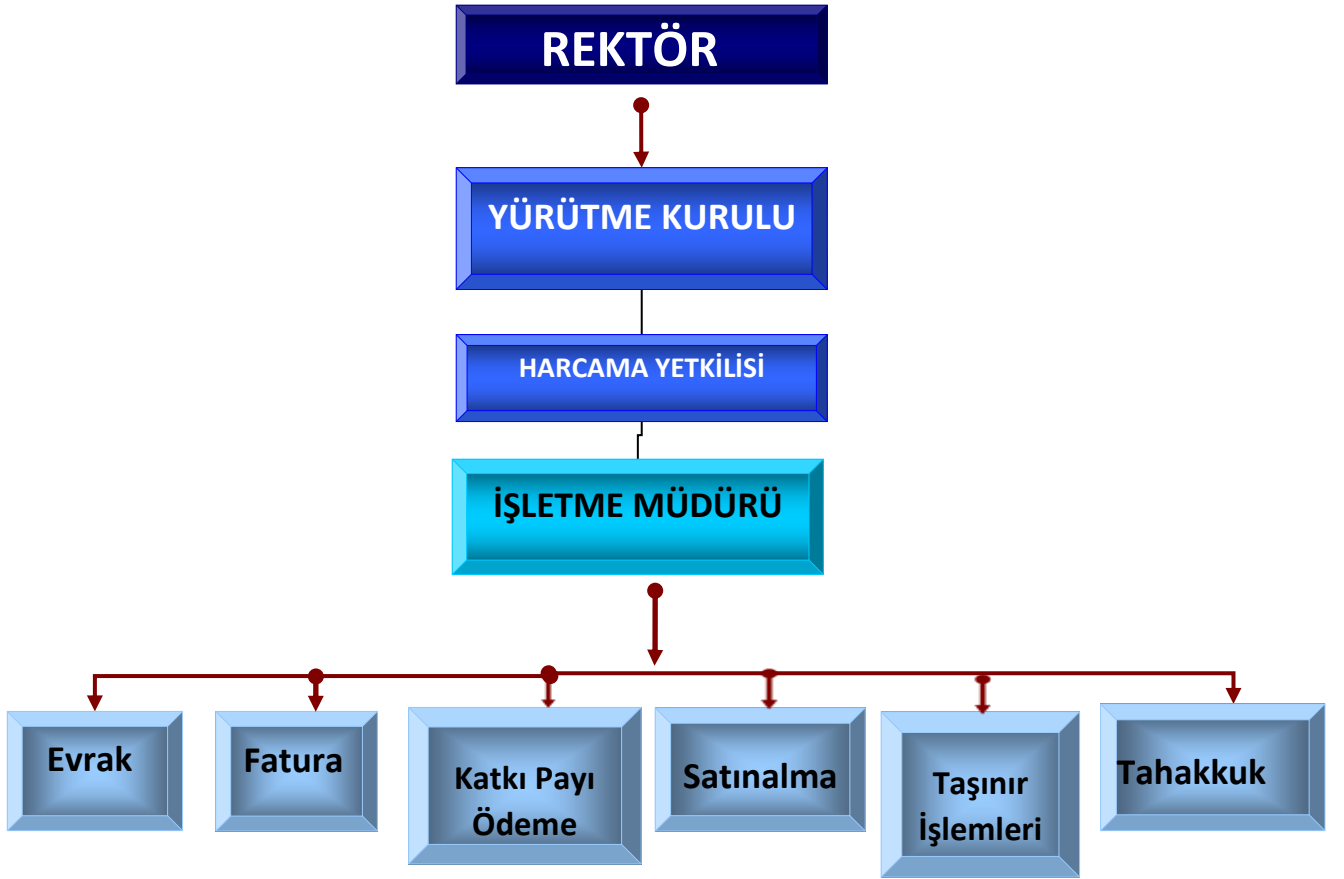 REKTÖR
YÜRÜTME KURULU
HARCAMA YETKİLİSİ
İŞLETME MÜDÜRÜ
Evrak
Fatura
Katkı Payı
Ödeme
Satınalma
Taşınır
İşlemleri
Tahakkuk